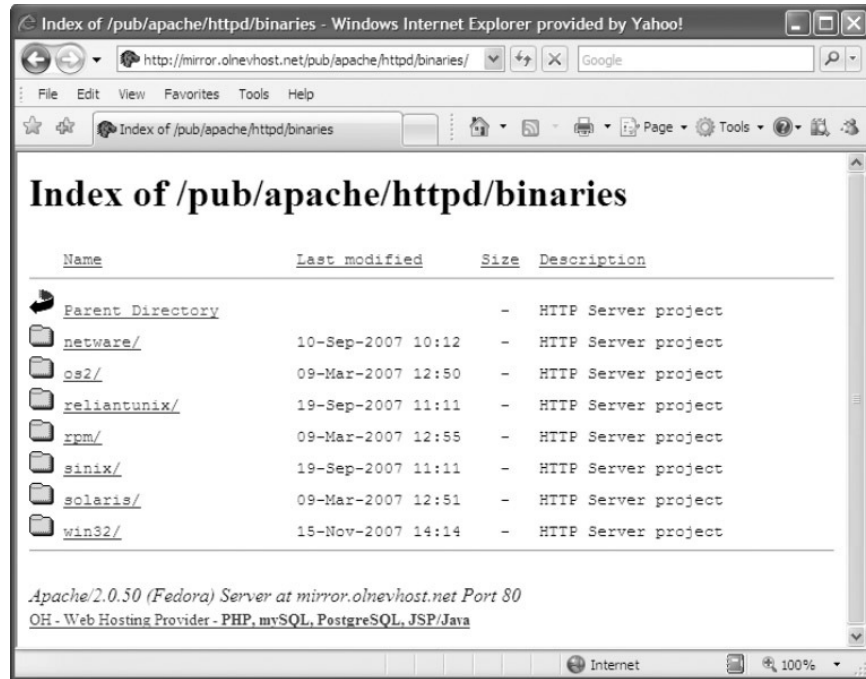 Index of /pub/apache/httpd/binaries - Windows Internet Explorer provided by Yahoo!
http://mirror.olnevhost.net/pub/apache/httpd/binaries/ Google
File Edit View Favorites Tools Help
Index of /pub/apache/httpd/binaries Page Tools
Index of /pub/apache/httpd/binaries
Name Last modified Size Description
Parent Directory - HTTP Server project
netware/ 10-Sep-2007 10:12 - HTTP Server project
os2/ 09-Mar-2007 12:50 - HTTP Server project
reliantunix/ 19-Sep-2007 11:11 - HTTP Server project
rpm/ 09-Mar-2007 12:55 - HTTP Server project
sinix/ 19-Sep-2007 11:11 - HTTP Server project
solaris/ 09-Mar-2007 12:51 - HTTP Server project
win32/ 15-Nov-2007 14:14 - HTTP Server project
Apache/2.0.50 (Fedora) Server at mirror.olnevhost.net Port 80
OH - Web Hosting Provider - PHP, mySQL, PostgreSQL, JSP/Java
Internet 100%